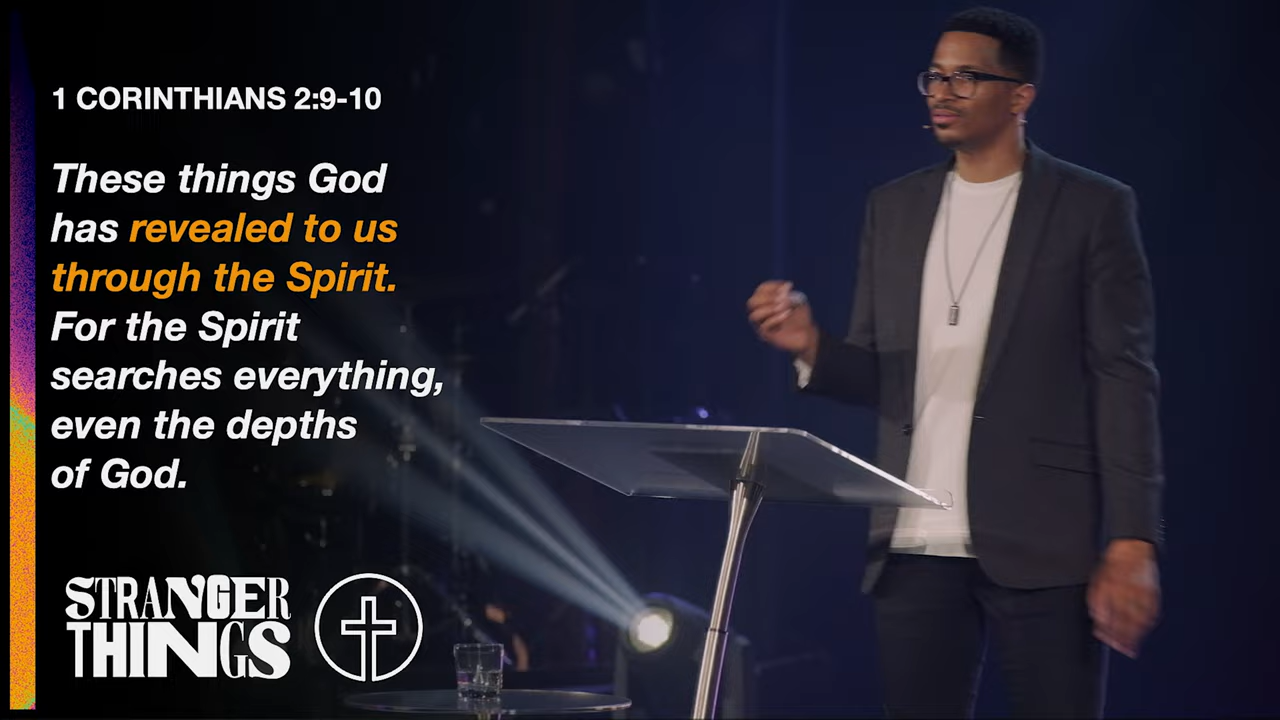 1 CORINTHIANS 2:9-10
These things God
has revealed to us
through the Spirit.
For the Spirit
searches everything,
even the depths
of God.
STRANGER
THINGS